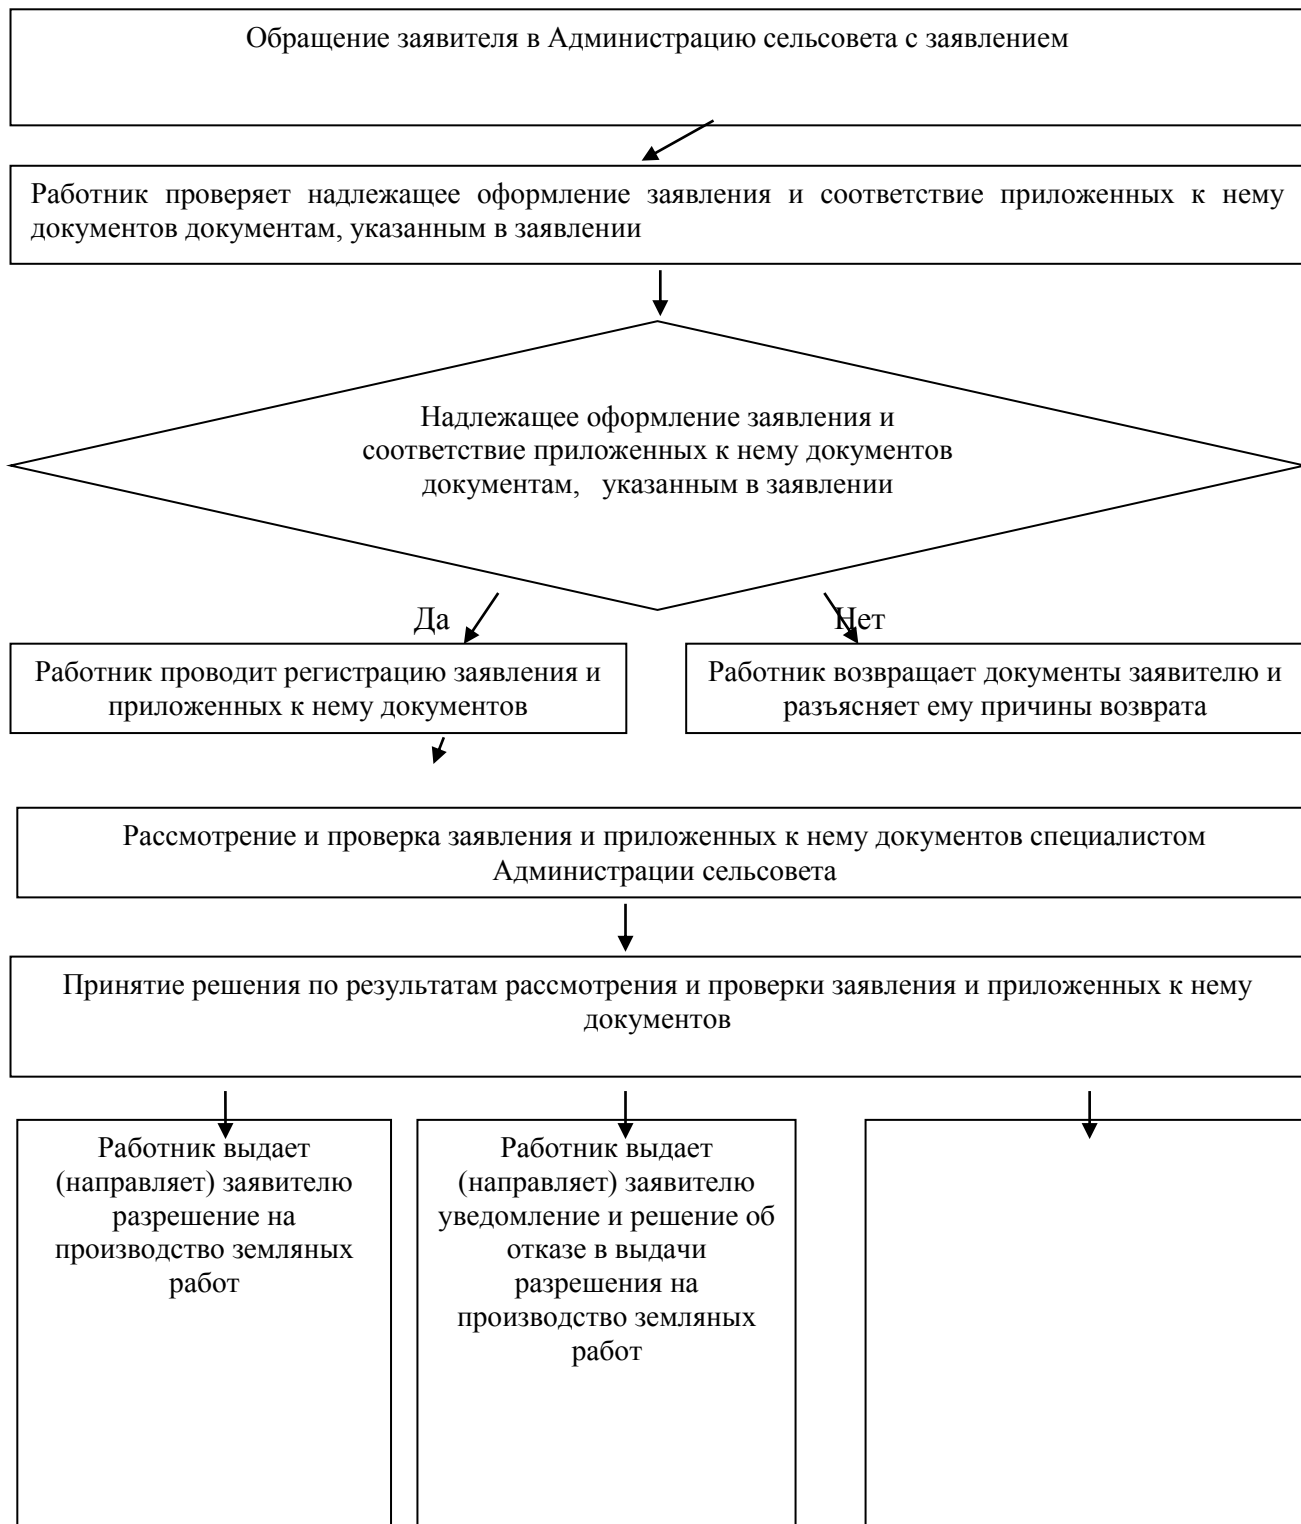 Обращение заявителя в Администрацию сельсовета с заявлением
Работник проверяет надлежащее оформление заявления и соответствие приложенных к нему
документов документам, указанным в заявлении
Надлежащее оформление заявления и
соответствие приложенных к нему документов
документам, указанным в заявлении
Да
Нет
Работник проводит регистрацию заявления и
приложенных к нему документов
Работник возвращает документы заявителю и
разъясняет ему причины возврата
Рассмотрение и проверка заявления и приложенных к нему документов специалистом
Администрации сельсовета
Принятие решения по результатам рассмотрения и проверки заявления и приложенных к нему
документов
Работник выдает
(направляет) заявителю
разрешение на
производство земляных
работ
Работник выдает
(направляет) заявителю
уведомление и решение об
отказе в выдачи
разрешения на
производство земляных
работ